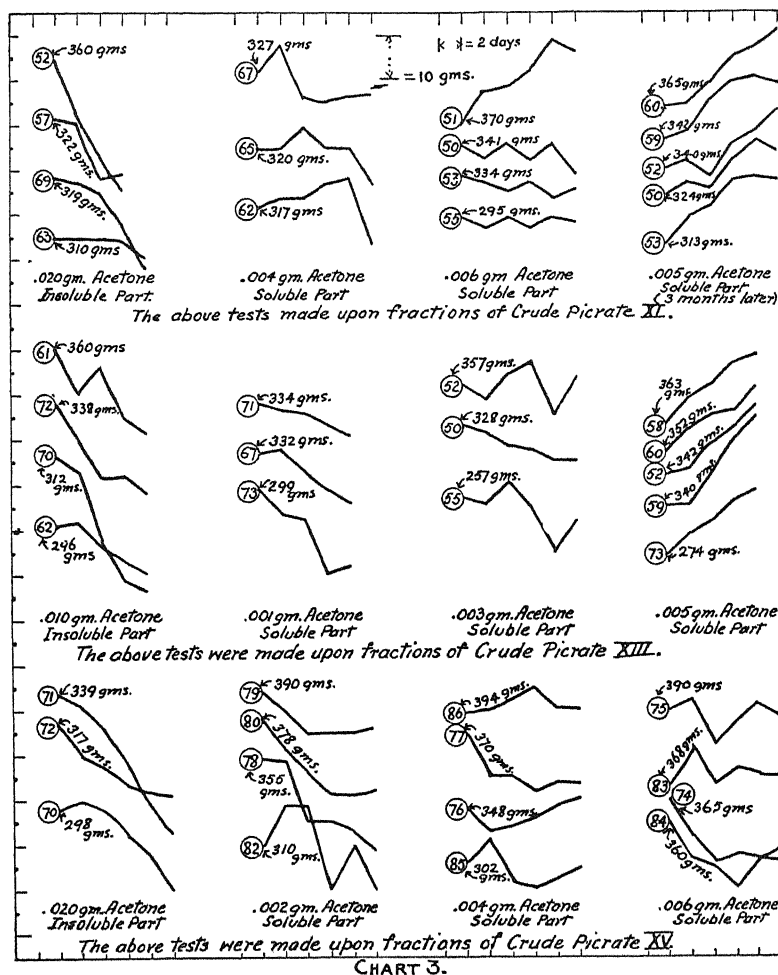 52 360 gms
57 322 gms.
69 319 gms.
63 310 gms
.020 gm. Acetone
Insoluble Part.
327 gms
67
65 320 gms.
62 317 gms
.004 gm. Acetone
Soluble Part
= 10 gms.
= 2 days
51 370 gms
50 341 gms
53 334 gms
55 295 gms.
.006 gm Acetone
Soluble Part
60 365 gms
59 342 gms
52 340 gms
50 324 gms
53 313 gms.
.005 gm. Acetone
Soluble Part
(3 months later)
The above tests made upon fractions of Crude Picrate XI.
61 360 gms
72 338 gms.
70 312 gms.
62 296 gms
.010 gm. Acetone
Insoluble Part
71 334 gms
67 332 gms.
73 299 gms
.001 gm. Acetone
Soluble Part
52 357 gms.
50 328 gms
55 257 gms.
.003 gm. Acetone
Soluble Part
363 gms.
58
60 352 gms.
52 342 gms.
59 340 gms.
73 274 gms.
.005 gm. Acetone
Soluble Part
The above tests were made upon fractions of Crude Picrate XIII.
71 339 gms.
72 317 gms.
70 298 gms.
.020 gm. Acetone
Insoluble Part
79 390 gms.
80 378 gms.
78 356 gms.
82 310 gms.
.002 gm. Acetone
Soluble Part
86 394 gms.
77 370 gms.
76 348 gms.
85 302 gms.
.004 gm. Acetone
Soluble Part
75 390 gms
83 368 gms.
74 365 gms
84 360 gms.
.006 gm. Acetone
Soluble Part
The above tests were made upon fractions of Crude Picrate XV.
CHART 3.